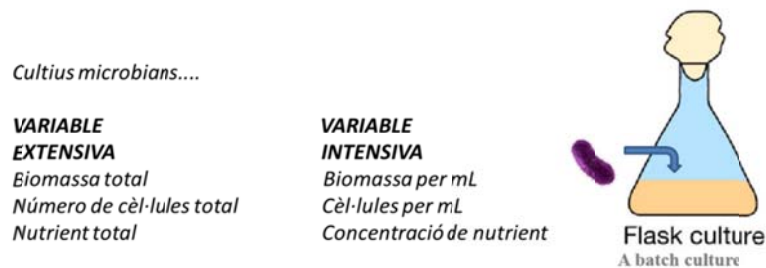 Cultius microbians....
VARIABLE EXTENSIVA
Biomassa total
Número de cèl·lules total
Nutrient total
VARIABLE INTENSIVA
Biomassa per mL
Cèl·lules per mL
Concentració de nutrient
Flask culture
A batch culture